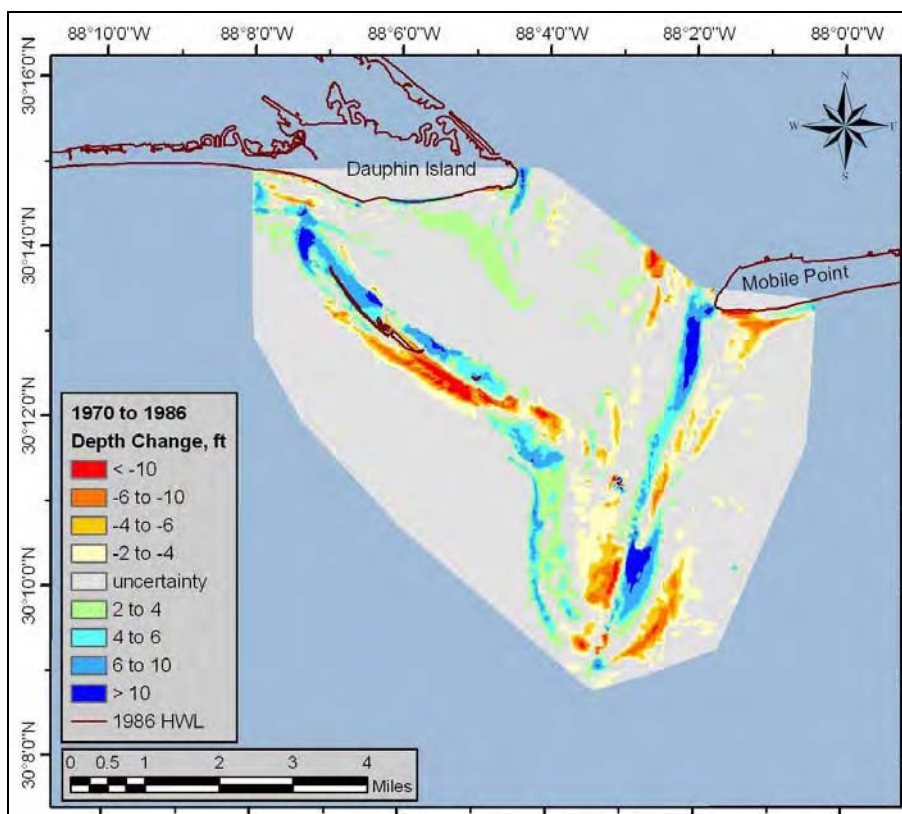 88°10'0"W 88°8'0"W 88°6'0"W 88°4'0"W 88°2'0"W 88°0'0"W
30°16'0"N
30°14'0"N
30°12'0"N
30°10'0"N
30°8'0"N
N
W E
S
Dauphin Island
Mobile Point
1970 to 1986
Depth Change, ft
< -10
-6 to -10
-4 to -6
-2 to -4
uncertainty
2 to 4
4 to 6
6 to 10
> 10
1986 HWL
0 0.5 1 2 3 4
Miles